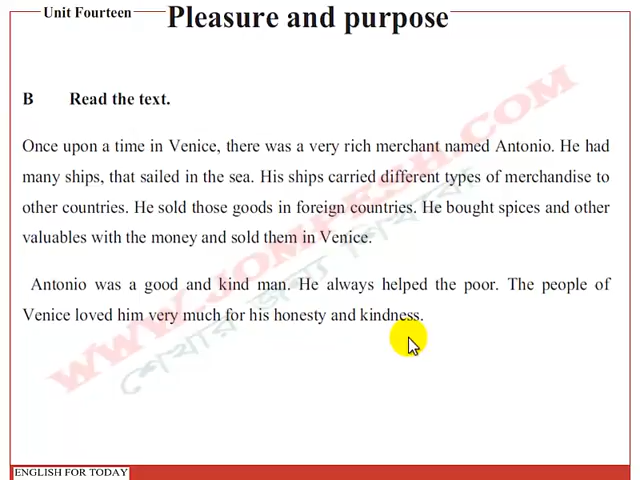 Unit Fourteen
Pleasure and purpose
B Read the text.
Once upon a time in Venice, there was a very rich merchant named Antonio. He had
many ships, that sailed in the sea. His ships carried different types of merchandise to
other countries. He sold those goods in foreign countries. He bought spices and other
valuables with the money and sold them in Venice.
Antonio was a good and kind man. He always helped the poor. The people of
Venice loved him very much for his honesty and kindness.
WWW.JOMPESH.COM
শেখার জন্য শেয়ার
ENGLISH FOR TODAY